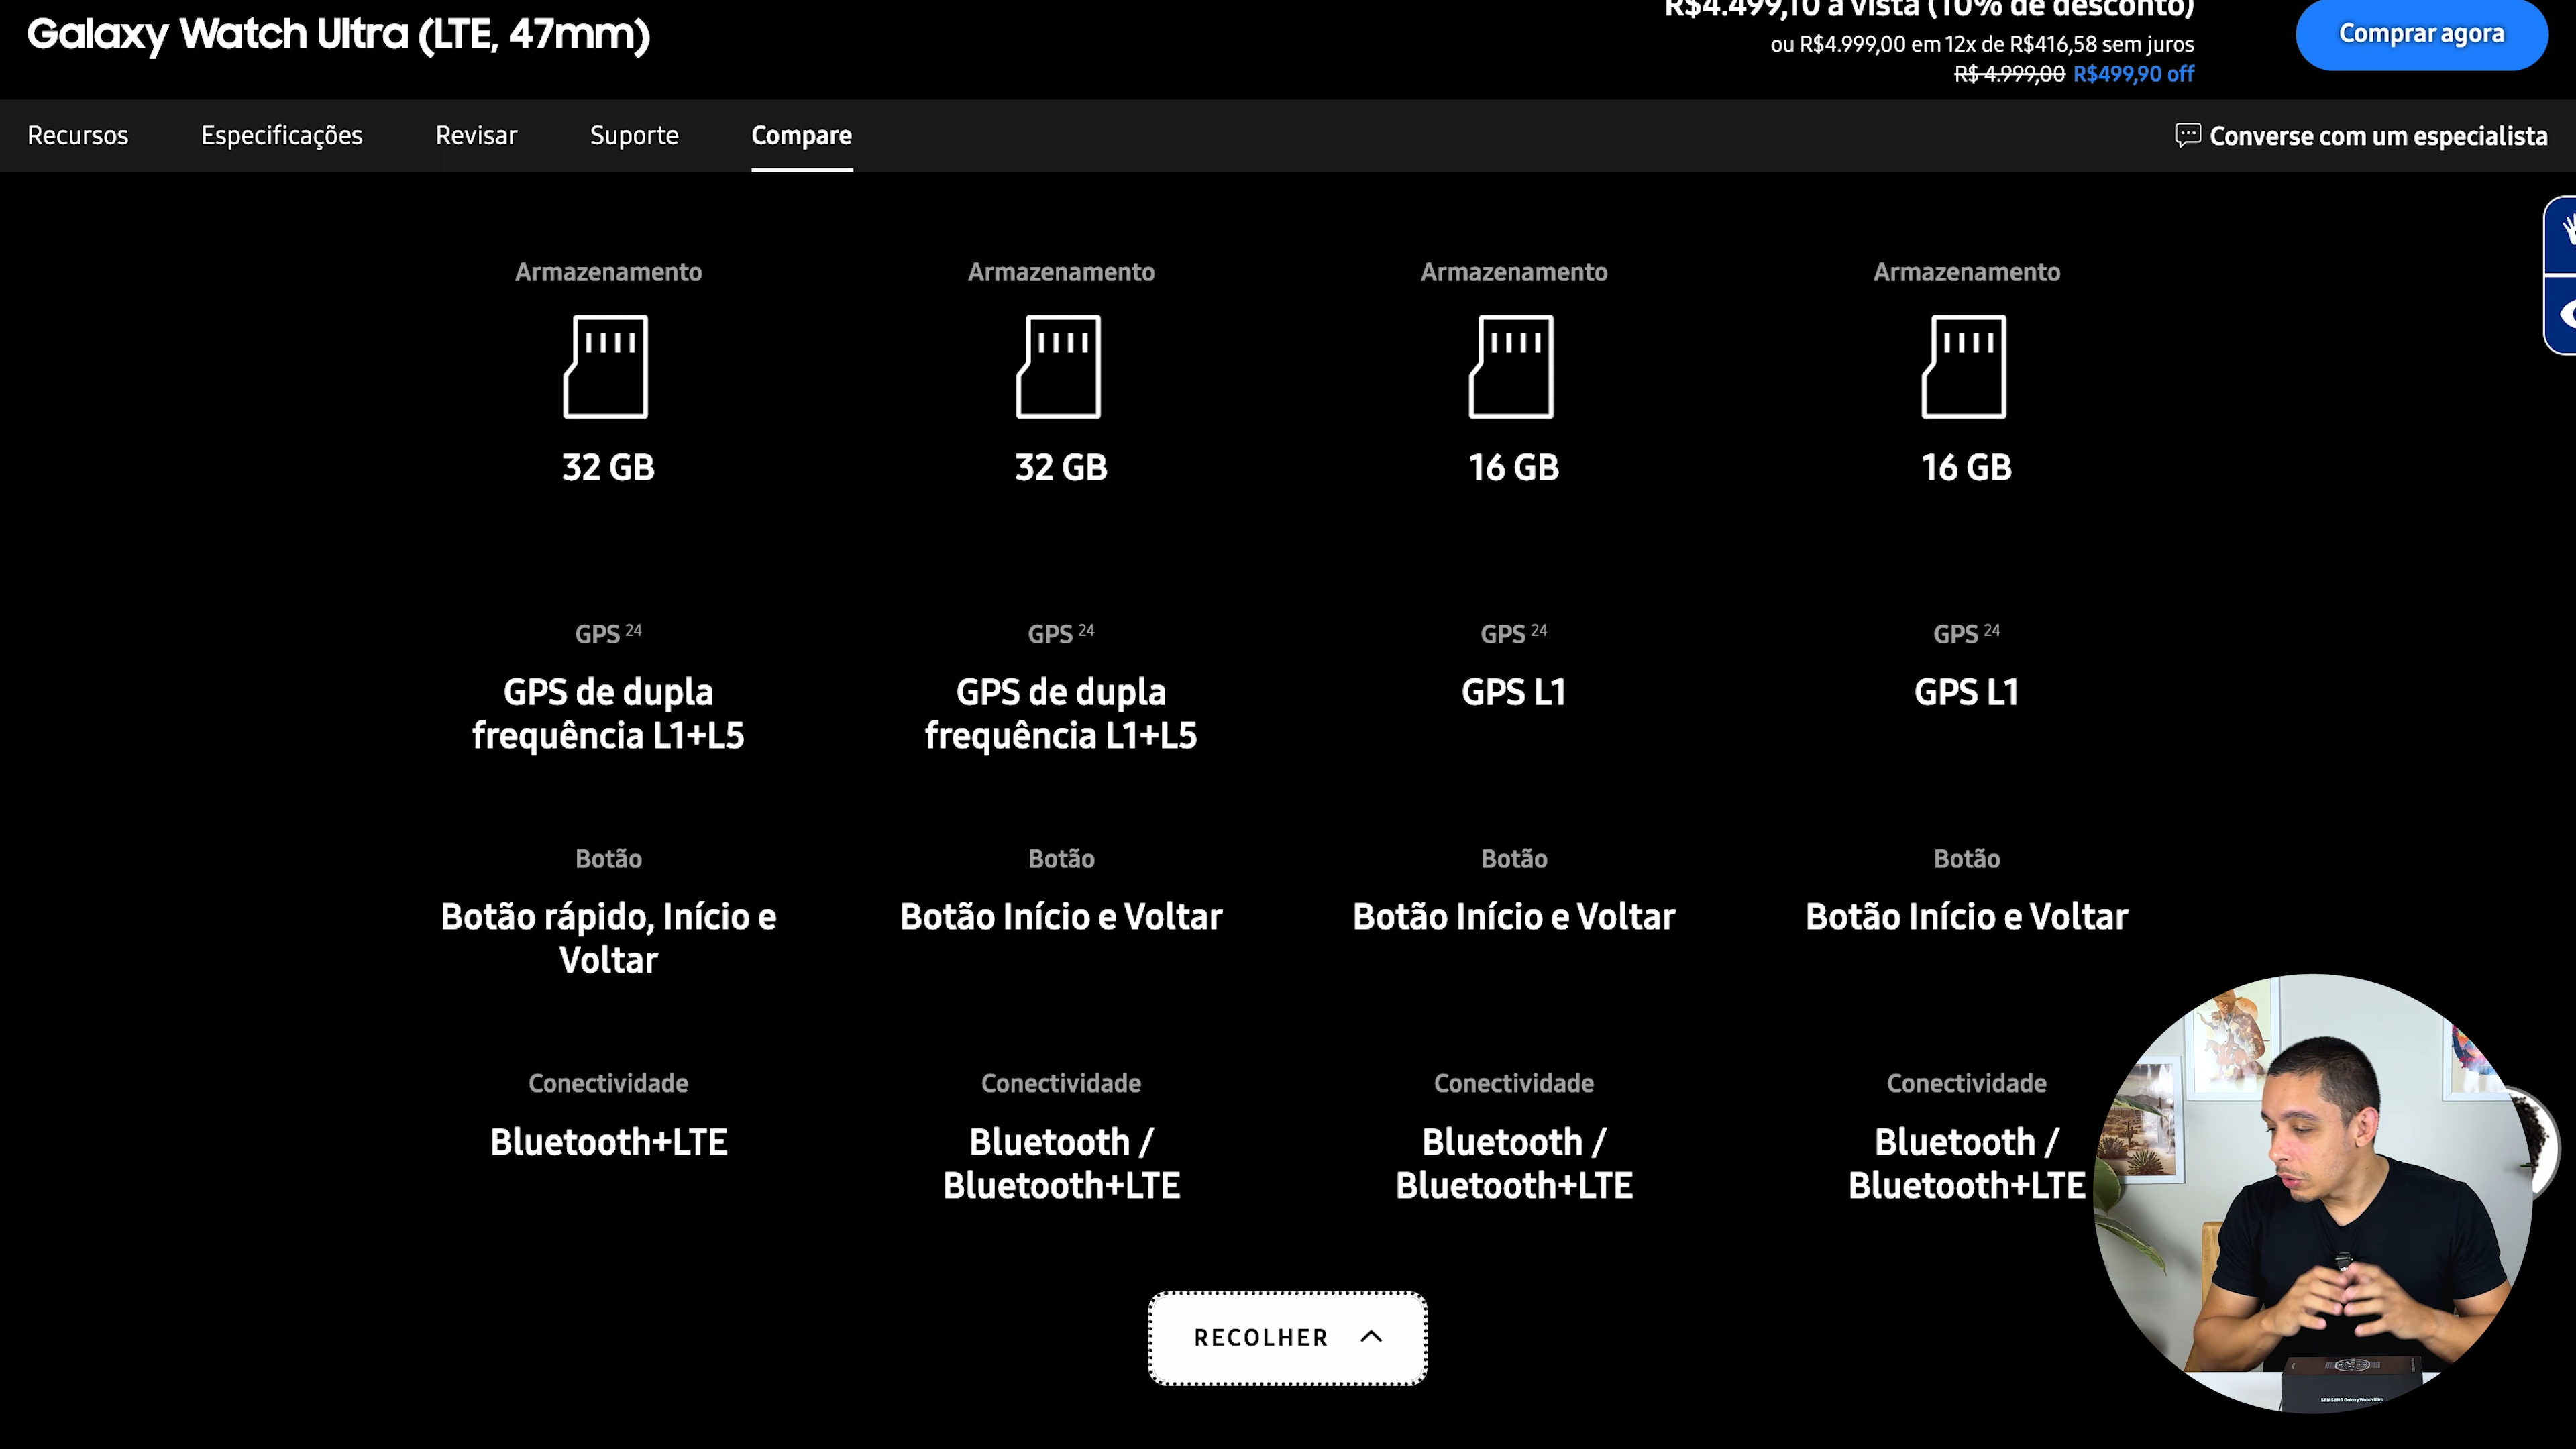 Galaxy Watch Ultra (LTE, 47mm)
R$4.499,10 à vista (10% de desconto)
ou R$4.999,00 em 12x de R$416,58 sem juros
R$ 4.999,00 R$499,90 off
Comprar agora
Recursos Especificações Revisar Suporte Compare
Converse com um especialista
Armazenamento Armazenamento Armazenamento Armazenamento
32 GB 32 GB 16 GB 16 GB
GPS 24 GPS 24 GPS 24 GPS 24
GPS de dupla GPS de dupla GPS L1 GPS L1
frequência L1+L5 frequência L1+L5
Botão Botão Botão Botão
Botão rápido, Início e Botão Início e Voltar Botão Início e Voltar Botão Início e Voltar
Voltar
Conectividade Conectividade Conectividade Conectividade
Bluetooth+LTE Bluetooth / Bluetooth / Bluetooth /
Bluetooth+LTE Bluetooth+LTE Bluetooth+LTE
RECOLHER
SAMSUNG Galaxy Watch Ultra